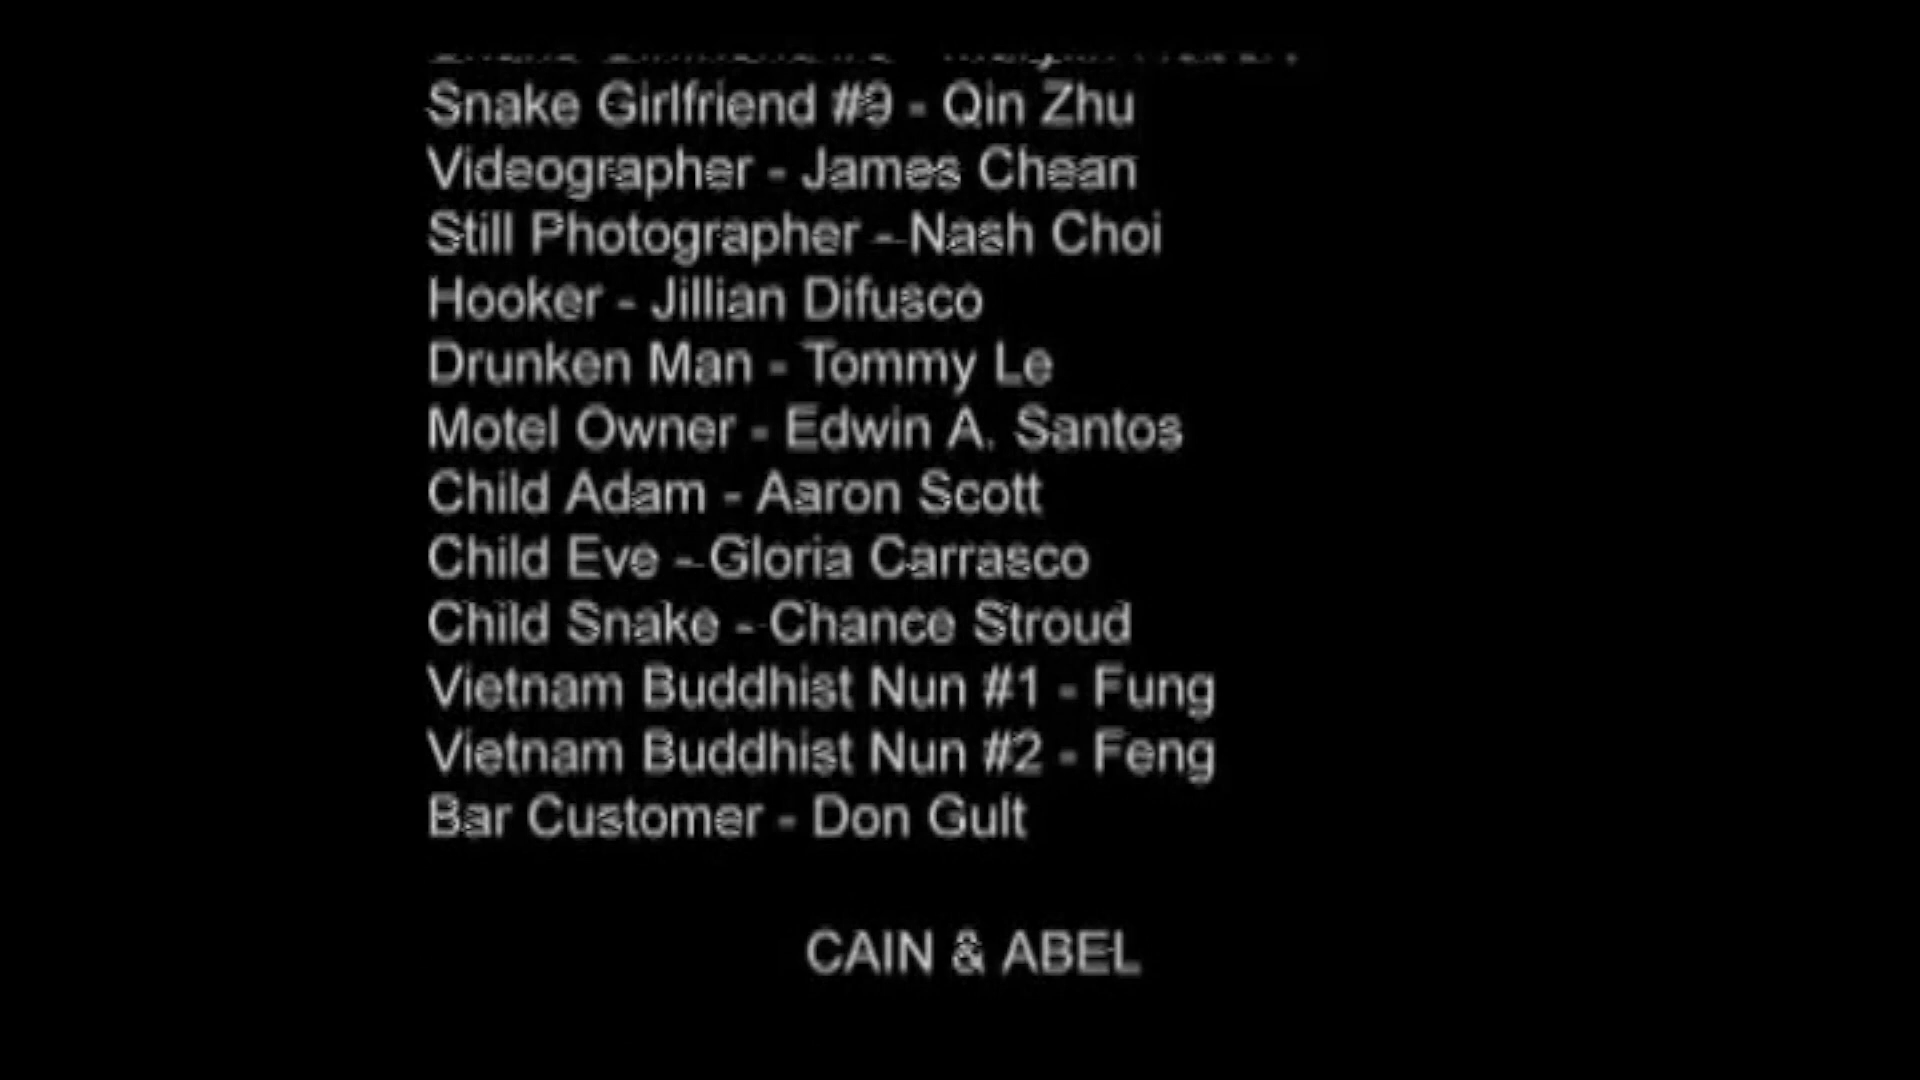 Snake Girlfriend #9 - Qin Zhu
Videographer - James Chean
Still Photographer - Nash Choi
Hooker - Jillian Difusco
Drunken Man - Tommy Le
Motel Owner - Edwin A. Santos
Child Adam - Aaron Scott
Child Eve - Gloria Carrasco
Child Snake - Chance Stroud
Vietnam Buddhist Nun #1 - Fung
Vietnam Buddhist Nun #2 - Feng
Bar Customer - Don Gult
CAIN & ABEL